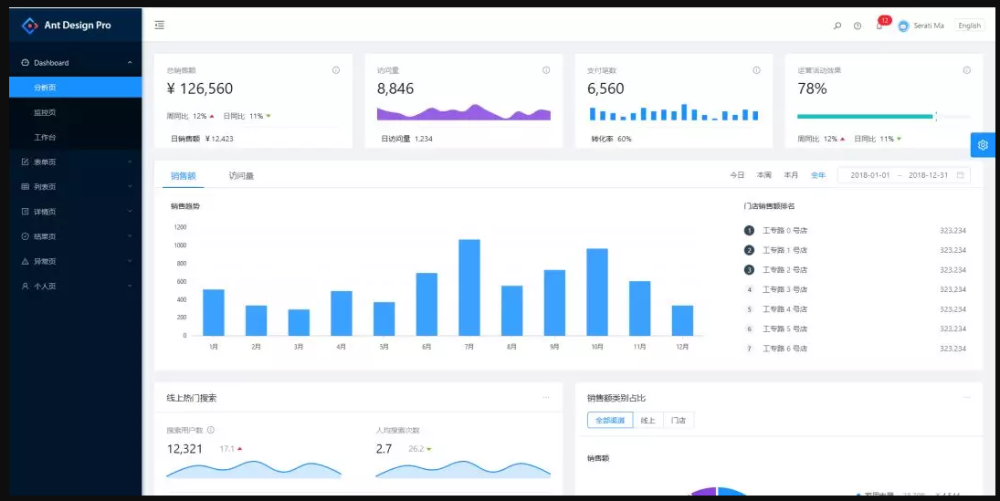 Ant Design Pro
12
Serati Ma
English
Dashboard
分析页
监控页
工作台
表单页
列表页
详情页
结果页
异常页
个人页
总销售额
¥ 126,560
周同比 12% 日同比 11%
日销售额 ¥ 12,423
访问量
8,846
日访问量 1,234
支付笔数
6,560
转化率 60%
运营活动效果
78%
周同比 12% 日同比 11%
销售额 访问量
今日 本周 本月 全年
2018-01-01 ~ 2018-12-31
销售趋势
1200
1000
800
600
400
200
0
1月 2月 3月 4月 5月 6月 7月 8月 9月 10月 11月 12月
门店销售额排名
1 工专路 0 号店 323,234
2 工专路 1 号店 323,234
3 工专路 2 号店 323,234
4 工专路 3 号店 323,234
5 工专路 4 号店 323,234
6 工专路 5 号店 323,234
7 工专路 6 号店 323,234
线上热门搜索
搜索用户数
12,321 17.1
人均搜索次数
2.7 26.2
销售额类别占比
全部渠道 线上 门店
销售额